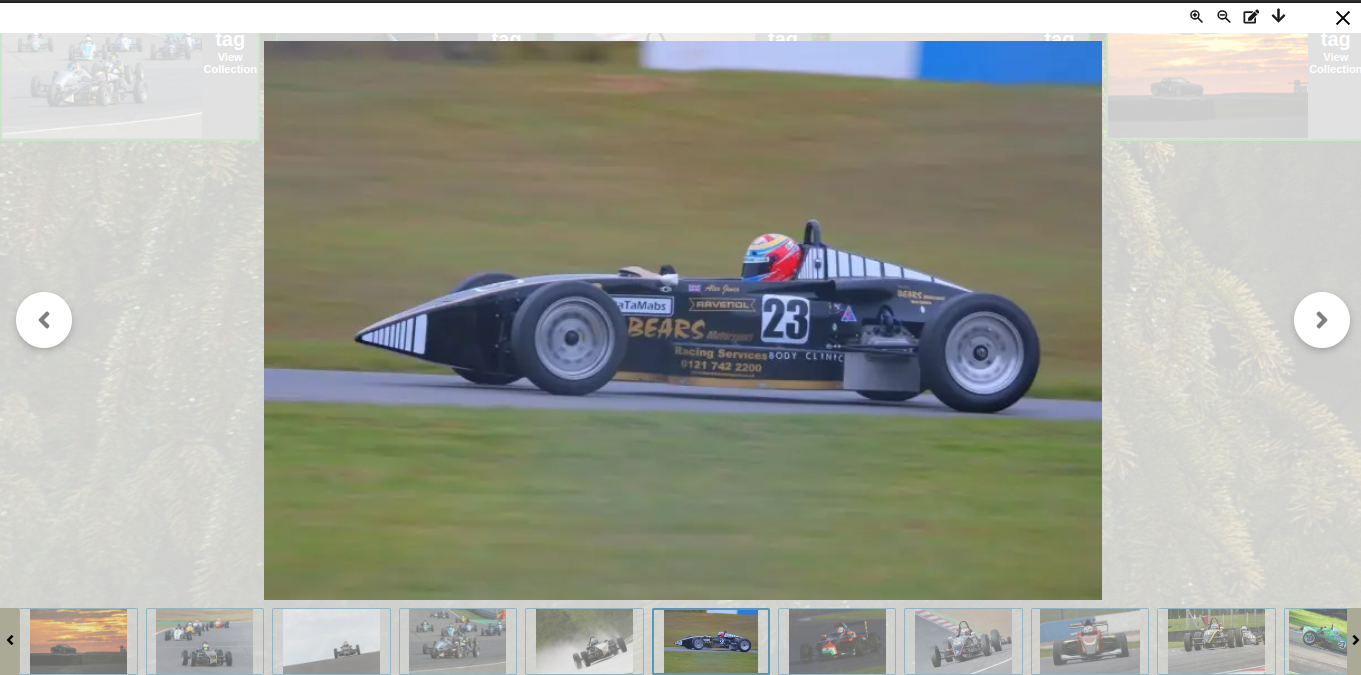 tag
View
Collection
tag
tag
tag
tag
View
Collection
Alex Jones
aTaMabs
RAVENOL
23
BEARS
Motorsport
BEARS
Racing Services
BODY CLINIC
0121 742 2200